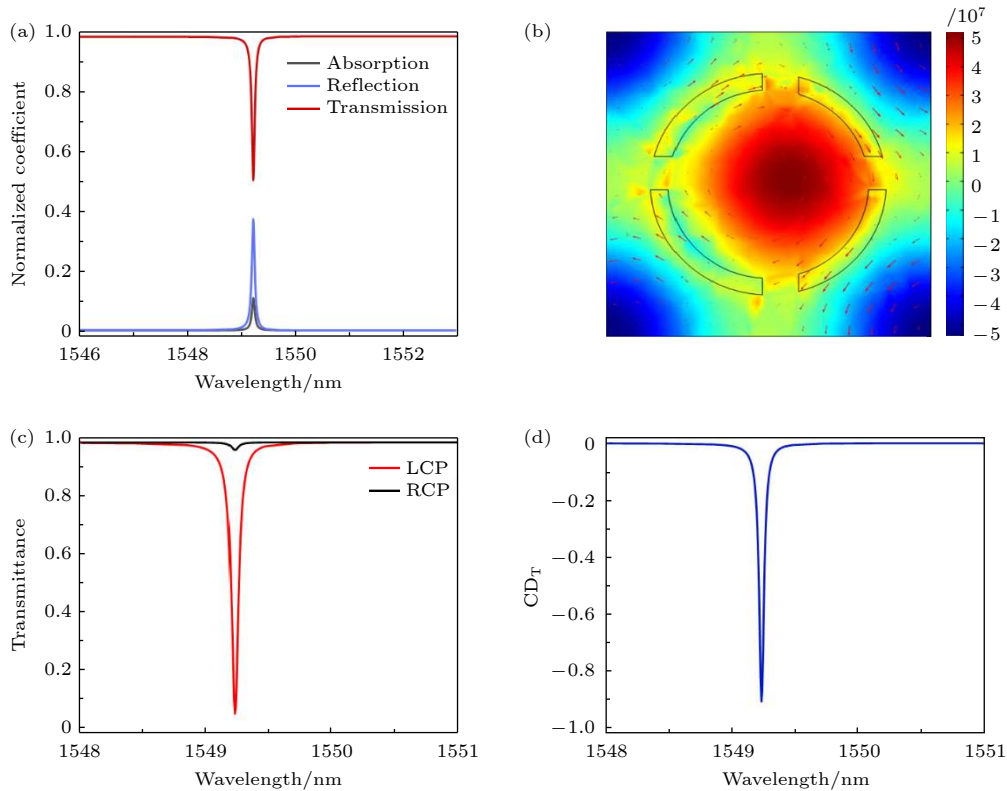 (a)
1.0
0.8
0.6
0.4
0.2
0
Normalized coefficient
Absorption
Reflection
Transmission
1546
1548
1550
1552
Wavelength/nm
(b)
/10⁷
5
4
3
2
1
0
−1
−2
−3
−4
−5
(c)
1.0
0.8
0.6
0.4
0.2
0
Transmittance
LCP
RCP
1548
1549
1550
1551
Wavelength/nm
(d)
0
−0.2
−0.4
−0.6
−0.8
−1.0
CD_T
1548
1549
1550
1551
Wavelength/nm